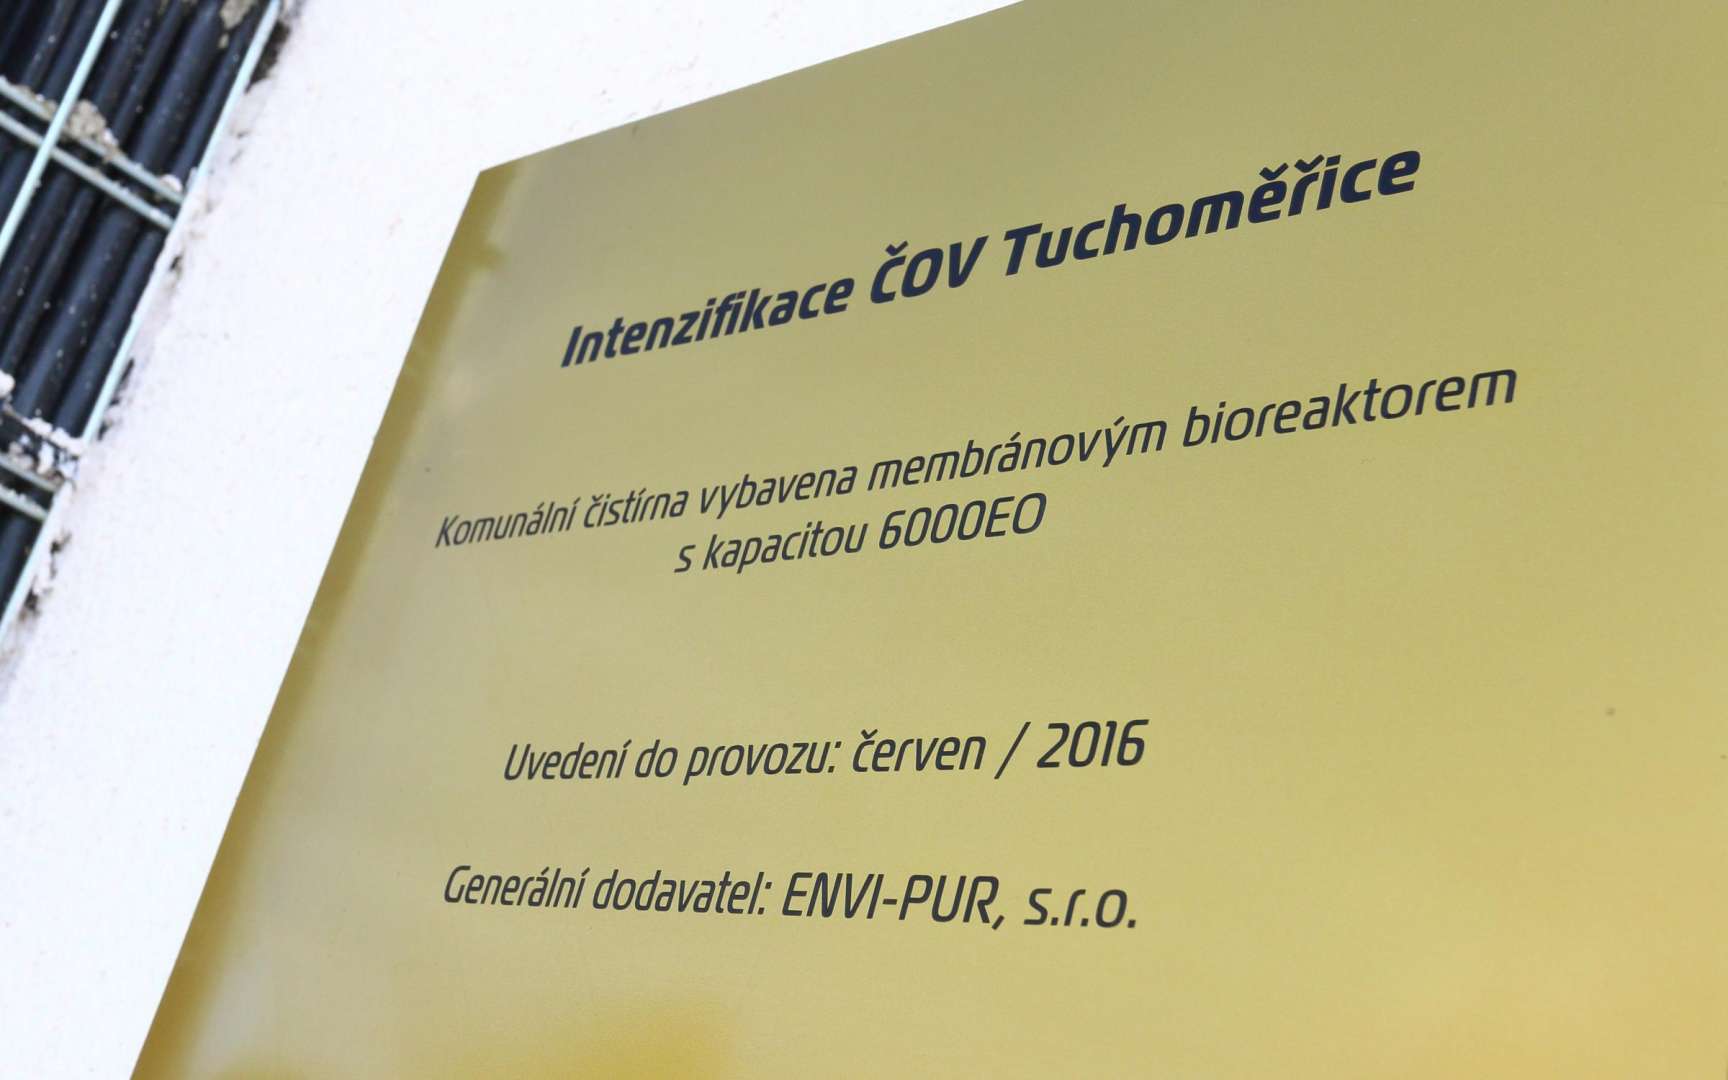 Intenzifikace ČOV Tuchoměřice
Komunální čistírna vybavena membránovým bioreaktorem
s kapacitou 6000EO
Uvedení do provozu: červen / 2016
Generální dodavatel: ENVI-PUR, s.r.o.